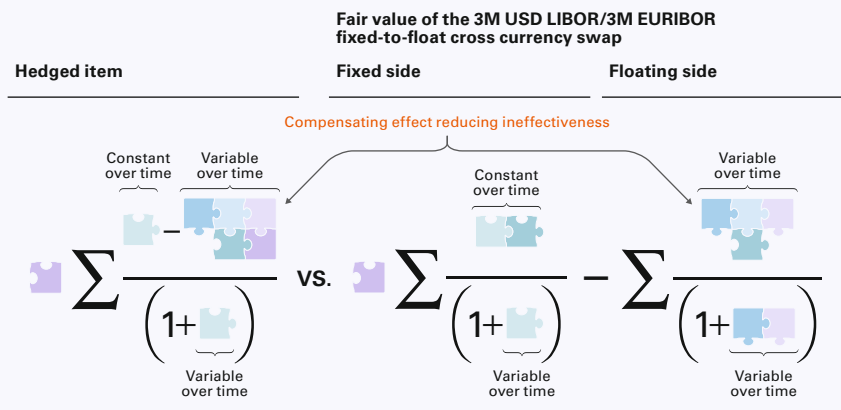 Fair value of the 3M USD LIBOR/3M EURIBOR
fixed-to-float cross currency swap
Hedged item
Fixed side
Floating side
Compensating effect reducing ineffectiveness
Constant
over time
Variable
over time
Constant
over time
Variable
over time
–
∑
VS.
∑
–
∑
(1+ )
(1+ )
(1+ )
Variable
over time
Variable
over time
Variable
over time